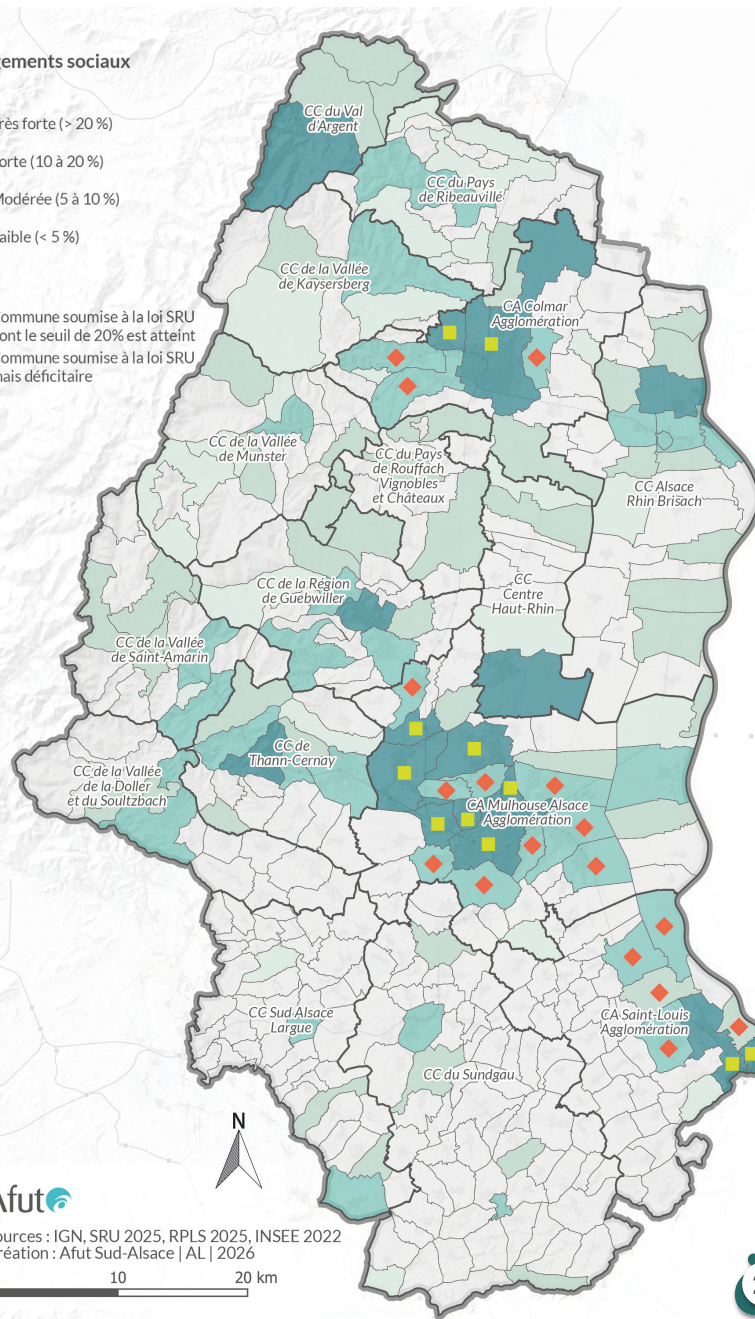 gements sociaux
rès forte (> 20 %)
orte (10 à 20 %)
Modérée (5 à 10 %)
aible (< 5 %)
ommune soumise à la loi SRU
ont le seuil de 20% est atteint
ommune soumise à la loi SRU
nais déficitaire
CC du Val
d'Argent
CC du Pays
de Ribeauvillé
CC de la Vallée
de Kaysersberg
CA Colmar
Agglomération
CC de la Vallée
de Munster
CC du Pays
de Rouffach
Vignobles
et Châteaux
CC Alsace
Rhin Brisach
CC de la Région
de Guebwiller
CC
Centre
Haut-Rhin
CC de la Vallée
de Saint-Amarin
CC de
Thann-Cernay
CC de la Vallée
de la Doller
et du Soultzbach
CA Mulhouse Alsace
Agglomération
CC Sud Alsace
Largue
CA Saint-Louis
Agglomération
CC du Sundgau
N
Afut
ources : IGN, SRU 2025, RPLS 2025, INSEE 2022
réation : Afut Sud-Alsace | AL | 2026
10 20 km